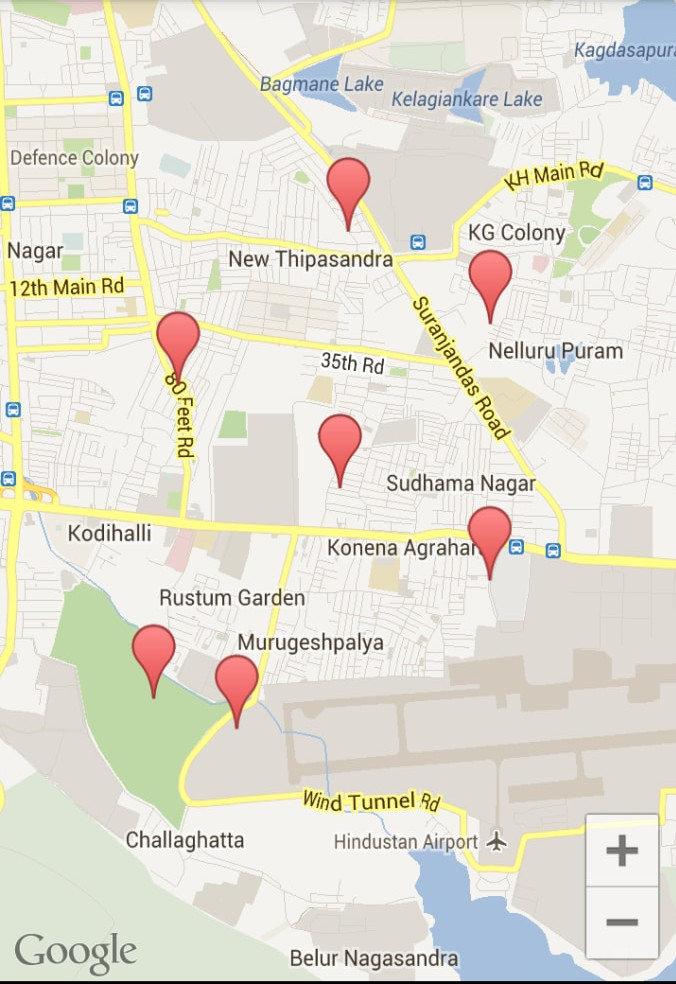 Kagdasapura
Bagmane Lake
Kelagiankare Lake
Defence Colony
KH Main Rd
KG Colony
Nagar
New Thipasandra
12th Main Rd
Suranjandas Road
Nelluru Puram
35th Rd
80 Feet Rd
Sudhama Nagar
Kodihalli
Konena Agrahar
Rustum Garden
Murugeshpalya
Wind Tunnel Rd
Challaghatta
Hindustan Airport
+
−
Google
Belur Nagasandra